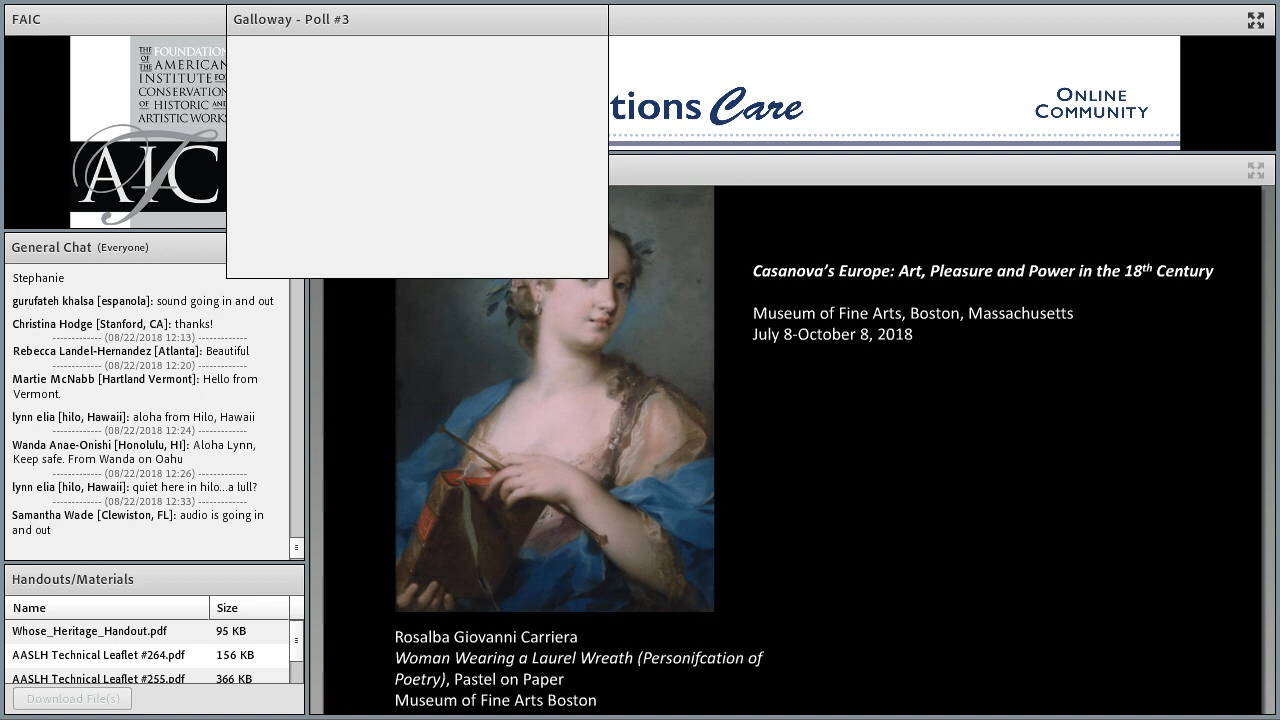 FAIC
Galloway - Poll #3
THE FOUNDATION
OF THE AMERICAN
INSTITUTE FOR
CONSERVATION
OF HISTORIC AND
ARTISTIC WORKS
AIC
tions Care
ONLINE
COMMUNITY
General Chat (Everyone)
Stephanie
gurufateh khalsa [espanola]: sound going in and out
Christina Hodge [Stanford, CA]: thanks!
------------- (08/22/2018 12:13) -------------
Rebecca Landel-Hernandez [Atlanta]: Beautiful
------------- (08/22/2018 12:20) -------------
Martie McNabb [Hartland Vermont]: Hello from
Vermont.
lynn elia [hilo, Hawaii]: aloha from Hilo, Hawaii
------------- (08/22/2018 12:24) -------------
Wanda Anae-Onishi [Honolulu, HI]: Aloha Lynn,
Keep safe. From Wanda on Oahu
------------- (08/22/2018 12:26) -------------
lynn elia [hilo, Hawaii]: quiet here in hilo...a lull?
------------- (08/22/2018 12:33) -------------
Samantha Wade [Clewiston, FL]: audio is going in
and out
Handouts/Materials
Name Size
Whose_Heritage_Handout.pdf 95 KB
AASLH Technical Leaflet #264.pdf 156 KB
AASLH Technical Leaflet #255.pdf 366 KB
Download File(s)
Casanova's Europe: Art, Pleasure and Power in the 18th Century
Museum of Fine Arts, Boston, Massachusetts
July 8-October 8, 2018
Rosalba Giovanni Carriera
Woman Wearing a Laurel Wreath (Personifcation of
Poetry), Pastel on Paper
Museum of Fine Arts Boston